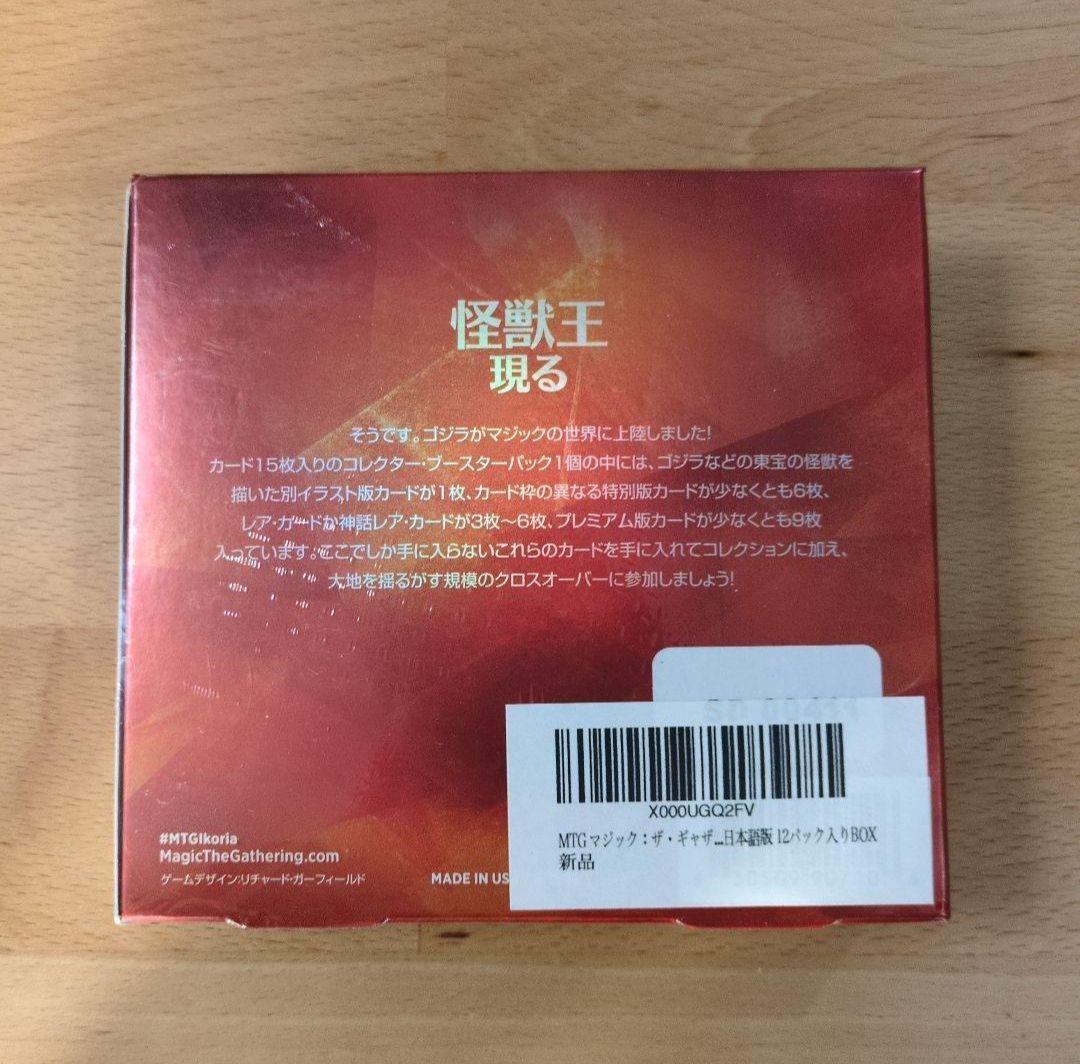 怪獣王
現る
そうです。ゴジラがマジックの世界に上陸しました!
カード15枚入りのコレクター・ブースターパック1個の中には、ゴジラなどの東宝の怪獣を
描いた別イラスト版カードが1枚、カード枠の異なる特別版カードが少なくとも6枚、
レア・カードか神話レア・カードが3枚〜6枚、プレミアム版カードが少なくとも9枚
入っています。ここでしか手に入らないこれらのカードを手に入れてコレクションに加え、
大地を揺るがす規模のクロスオーバーに参加しましょう!
X000UGQ2FV
MTGマジック:ザ・ギャザ...日本語版 12パック入りBOX
新品
#MTGIkoria
MagicTheGathering.com
ゲームデザイン:リチャード・ガーフィールド
MADE IN US